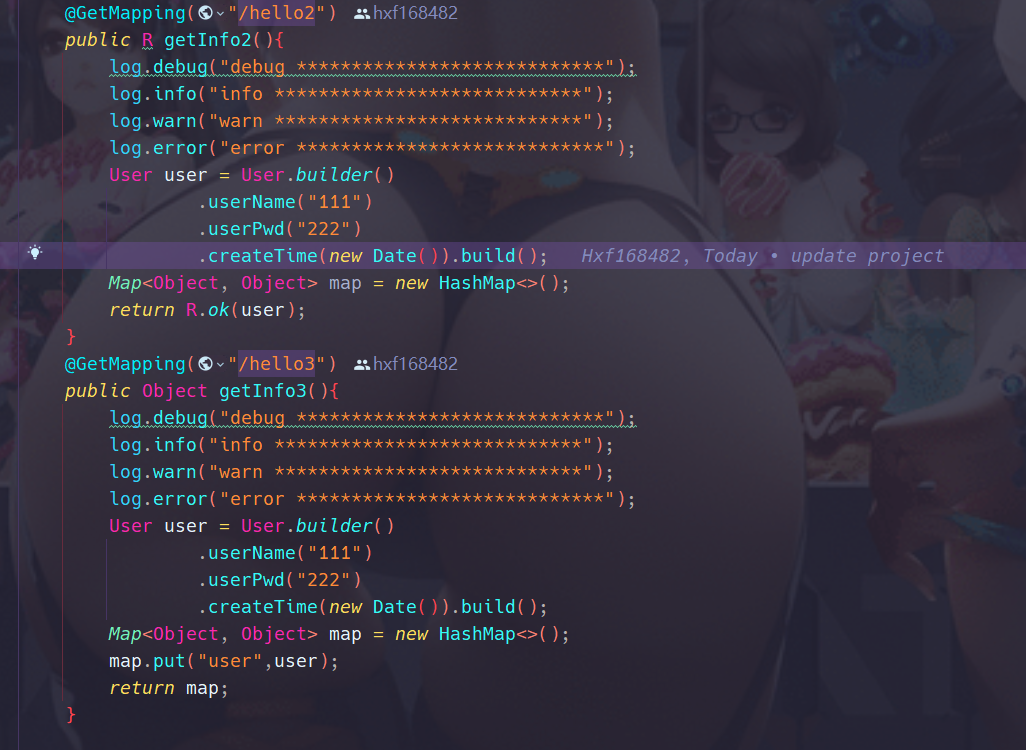 @GetMapping("/hello2") hxf168482
public R getInfo2(){
log.debug("debug ****************************");
log.info("info ****************************");
log.warn("warn ****************************");
log.error("error ****************************");
User user = User.builder()
.userName("111")
.userPwd("222")
.createTime(new Date()).build(); Hxf168482, Today • update project
Map<Object, Object> map = new HashMap<>();
return R.ok(user);
}
@GetMapping("/hello3") hxf168482
public Object getInfo3(){
log.debug("debug ****************************");
log.info("info ****************************");
log.warn("warn ****************************");
log.error("error ****************************");
User user = User.builder()
.userName("111")
.userPwd("222")
.createTime(new Date()).build();
Map<Object, Object> map = new HashMap<>();
map.put("user",user);
return map;
}